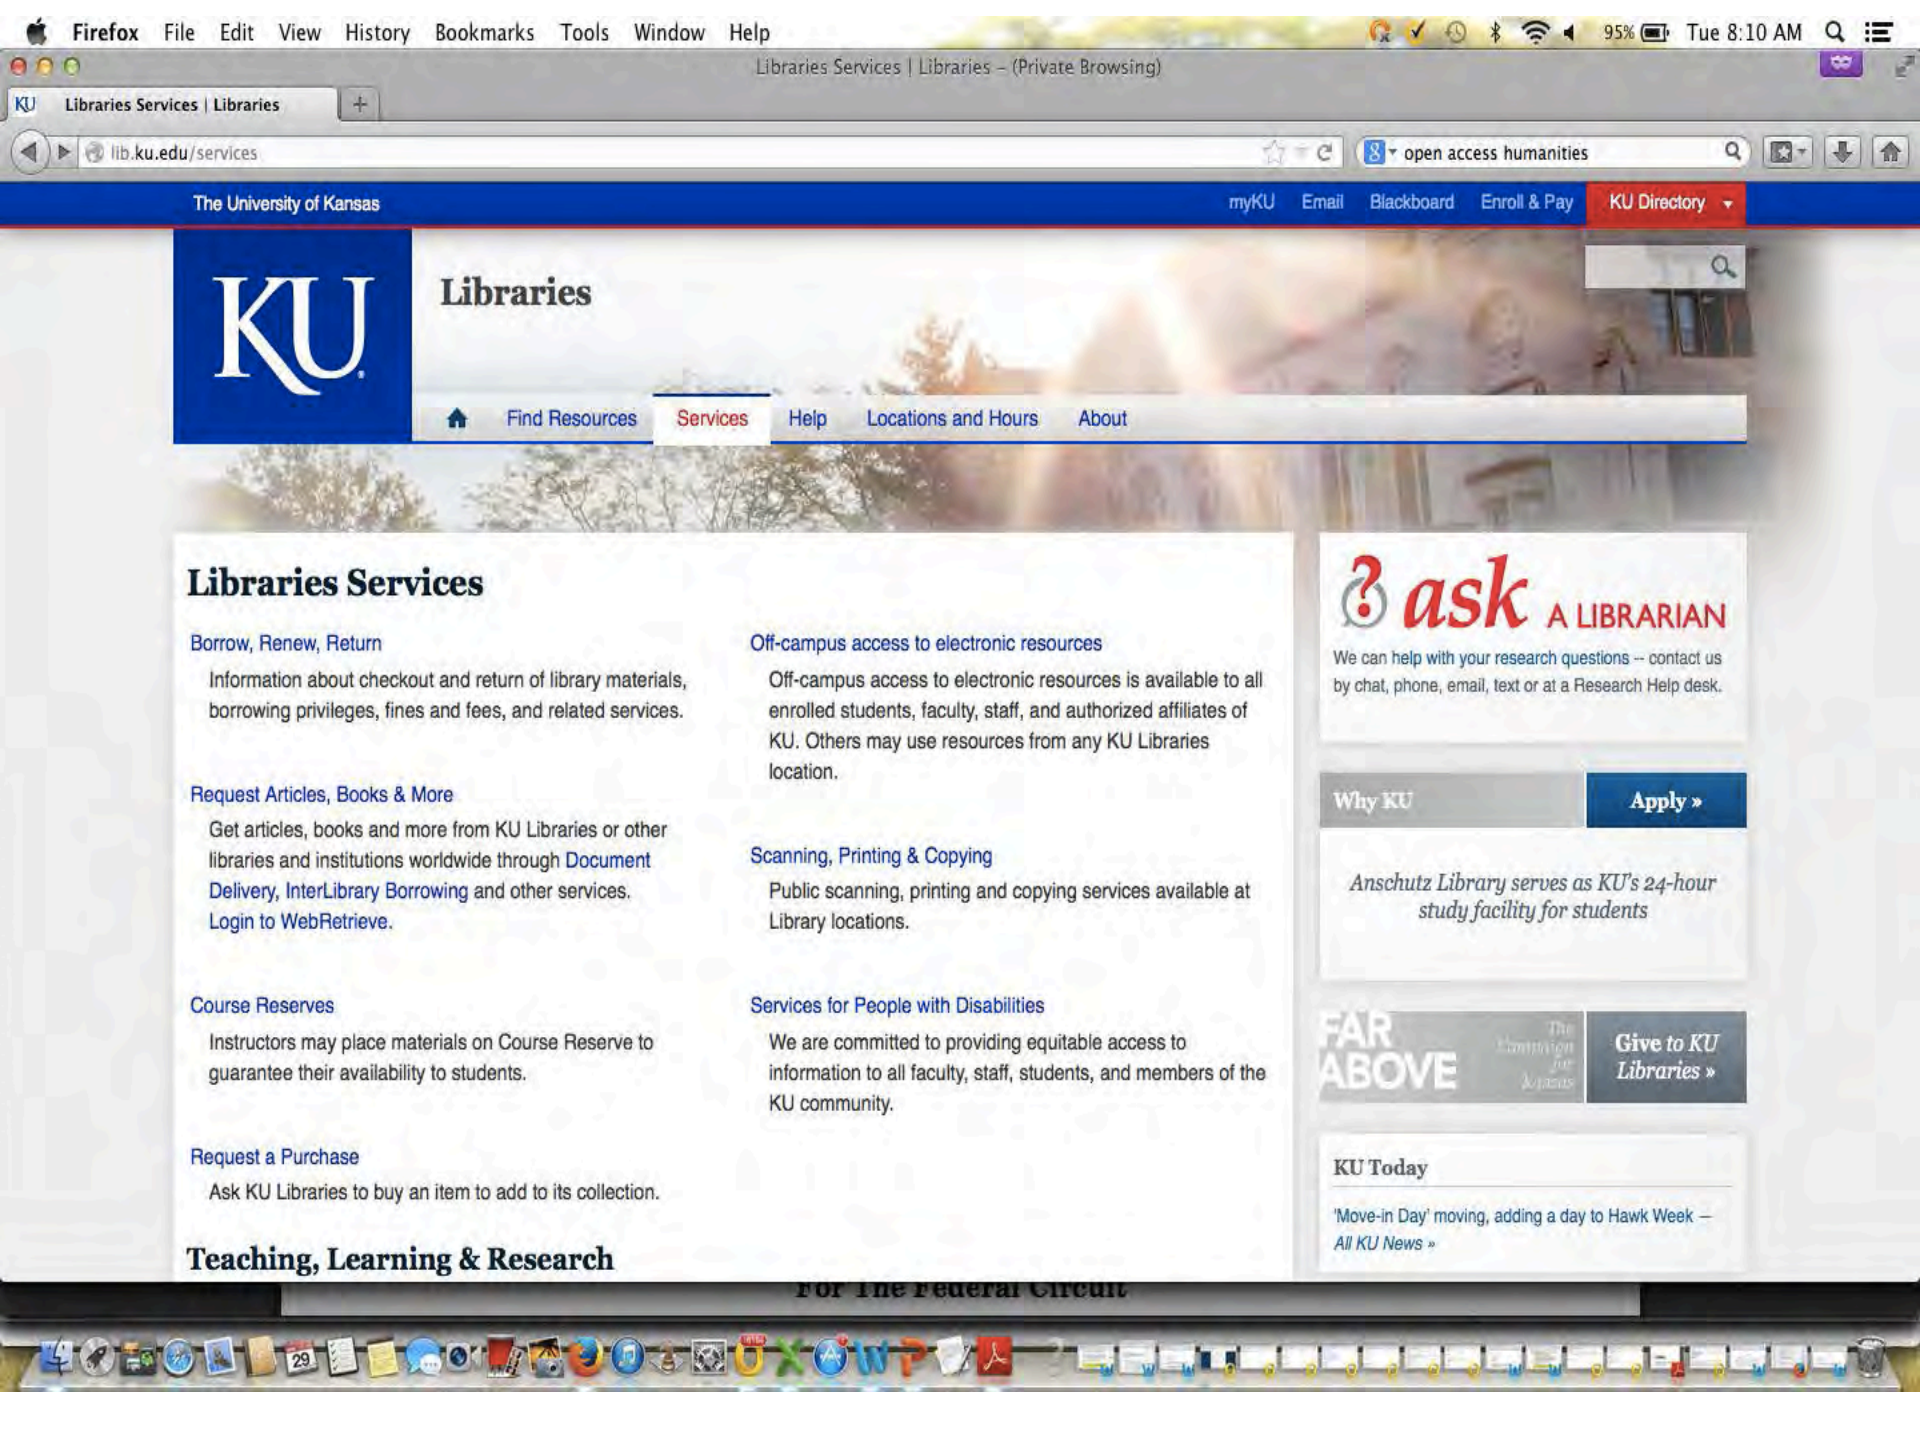 Firefox File Edit View History Bookmarks Tools Window Help 95% Tue 8:10 AM
Libraries Services | Libraries – (Private Browsing)
KU Libraries Services | Libraries +
lib.ku.edu/services
open access humanities
The University of Kansas
myKU Email Blackboard Enroll & Pay KU Directory
KU
Libraries
Find Resources Services Help Locations and Hours About
Libraries Services
Borrow, Renew, Return
Information about checkout and return of library materials,
borrowing privileges, fines and fees, and related services.
Request Articles, Books & More
Get articles, books and more from KU Libraries or other
libraries and institutions worldwide through Document
Delivery, InterLibrary Borrowing and other services.
Login to WebRetrieve.
Course Reserves
Instructors may place materials on Course Reserve to
guarantee their availability to students.
Request a Purchase
Ask KU Libraries to buy an item to add to its collection.
Teaching, Learning & Research
Off-campus access to electronic resources
Off-campus access to electronic resources is available to all
enrolled students, faculty, staff, and authorized affiliates of
KU. Others may use resources from any KU Libraries
location.
Scanning, Printing & Copying
Public scanning, printing and copying services available at
Library locations.
Services for People with Disabilities
We are committed to providing equitable access to
information to all faculty, staff, students, and members of the
KU community.
? ask A LIBRARIAN
We can help with your research questions -- contact us
by chat, phone, email, text or at a Research Help desk.
Why KU
Apply »
Anschutz Library serves as KU's 24-hour
study facility for students
FAR
ABOVE
The
Campaign
for
Kansas
Give to KU
Libraries »
KU Today
'Move-in Day' moving, adding a day to Hawk Week —
All KU News »
For The Federal Circuit
29